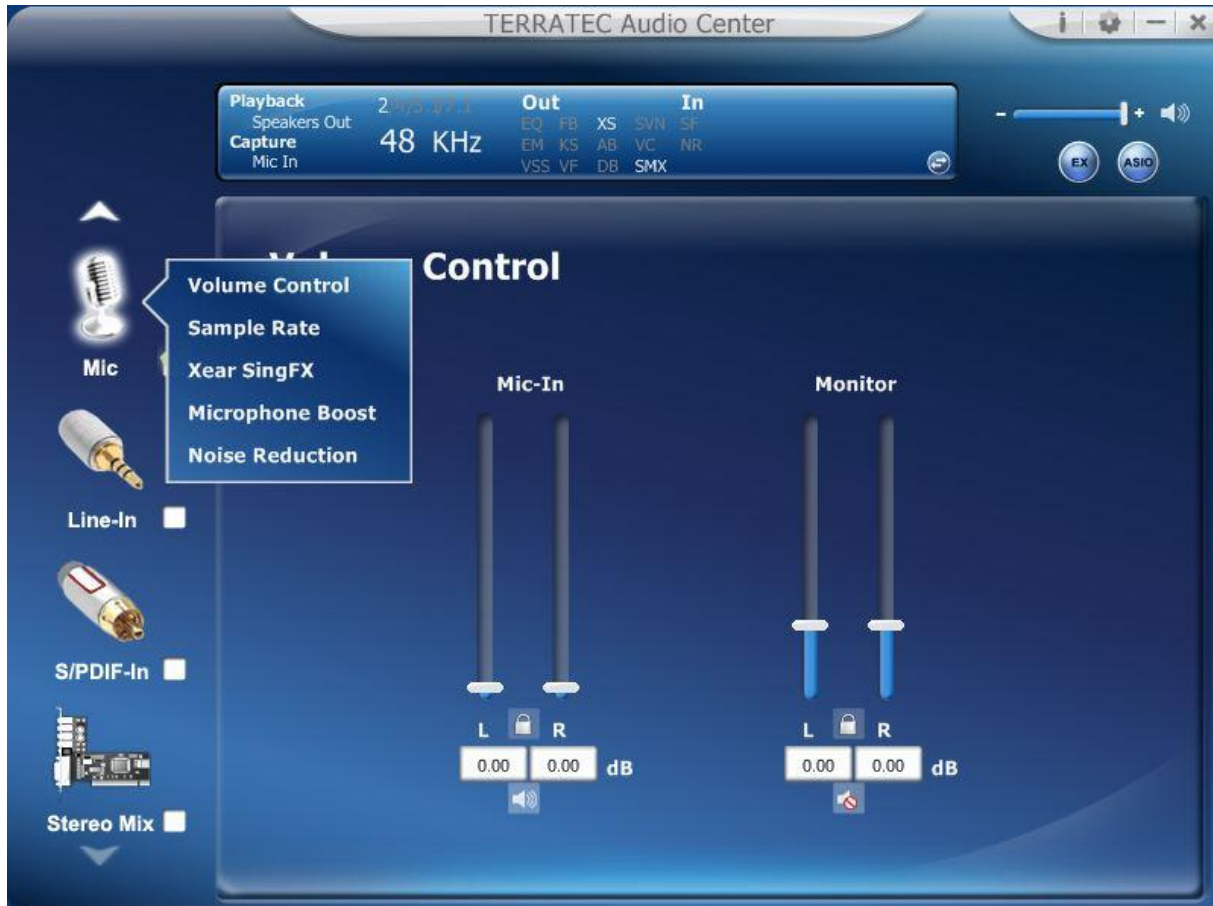 TERRATEC Audio Center
Playback
Speakers Out
Capture
Mic In
2
48 KHz
Out In
EQ FB XS SVN SF
EM KS AB VC NR
VSS VF DB SMX
- +
EX ASIO
Control
Volume Control
Sample Rate
Xear SingFX
Microphone Boost
Noise Reduction
Mic
Line-In
S/PDIF-In
Stereo Mix
Mic-In
L R
0.00 0.00 dB
Monitor
L R
0.00 0.00 dB